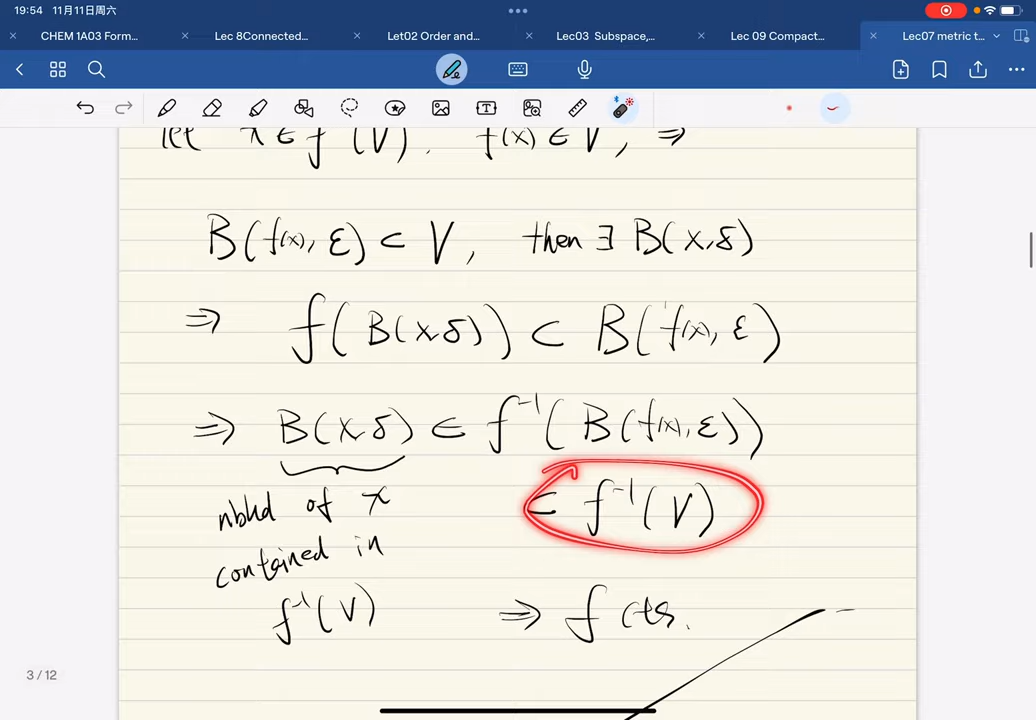 19:54 11月11日周六
CHEM 1A03 Form...
Lec 8Connected...
Let02 Order and...
Lec03 Subspace,...
Lec 09 Compact...
Lec07 metric t...
let x ∈ f (V). f(x) ∈ V, ⇒
B(f(x), ε) ⊂ V, then ∃ B(x,δ)
⇒ f(B(x,δ)) ⊂ B(f(x), ε)
⇒ B(x,δ) ⊂ f⁻¹(B(f(x),ε))
⊂ f⁻¹(V)
nbhd of x
contained in
f⁻¹(V) ⇒ f cts.
3 / 12